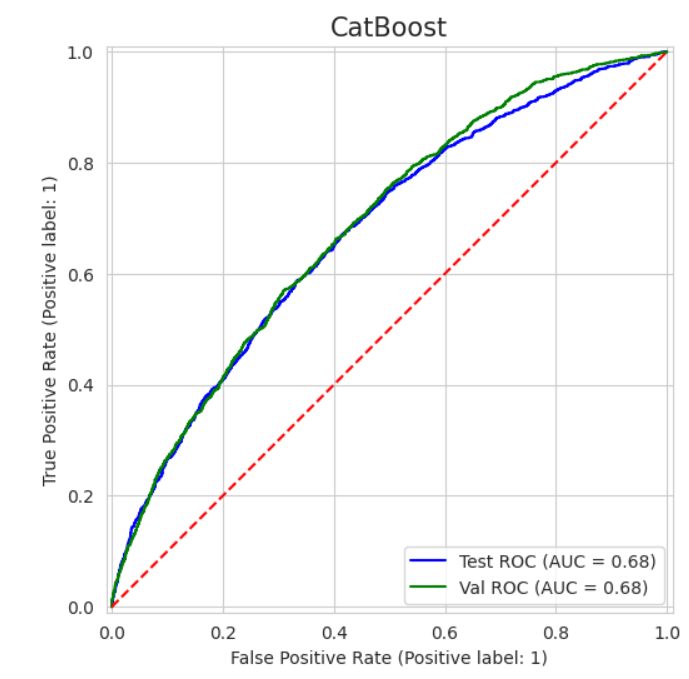 CatBoost
1.0
0.8
0.6
0.4
0.2
0.0
True Positive Rate (Positive label: 1)
Test ROC (AUC = 0.68)
Val ROC (AUC = 0.68)
0.0 0.2 0.4 0.6 0.8 1.0
False Positive Rate (Positive label: 1)